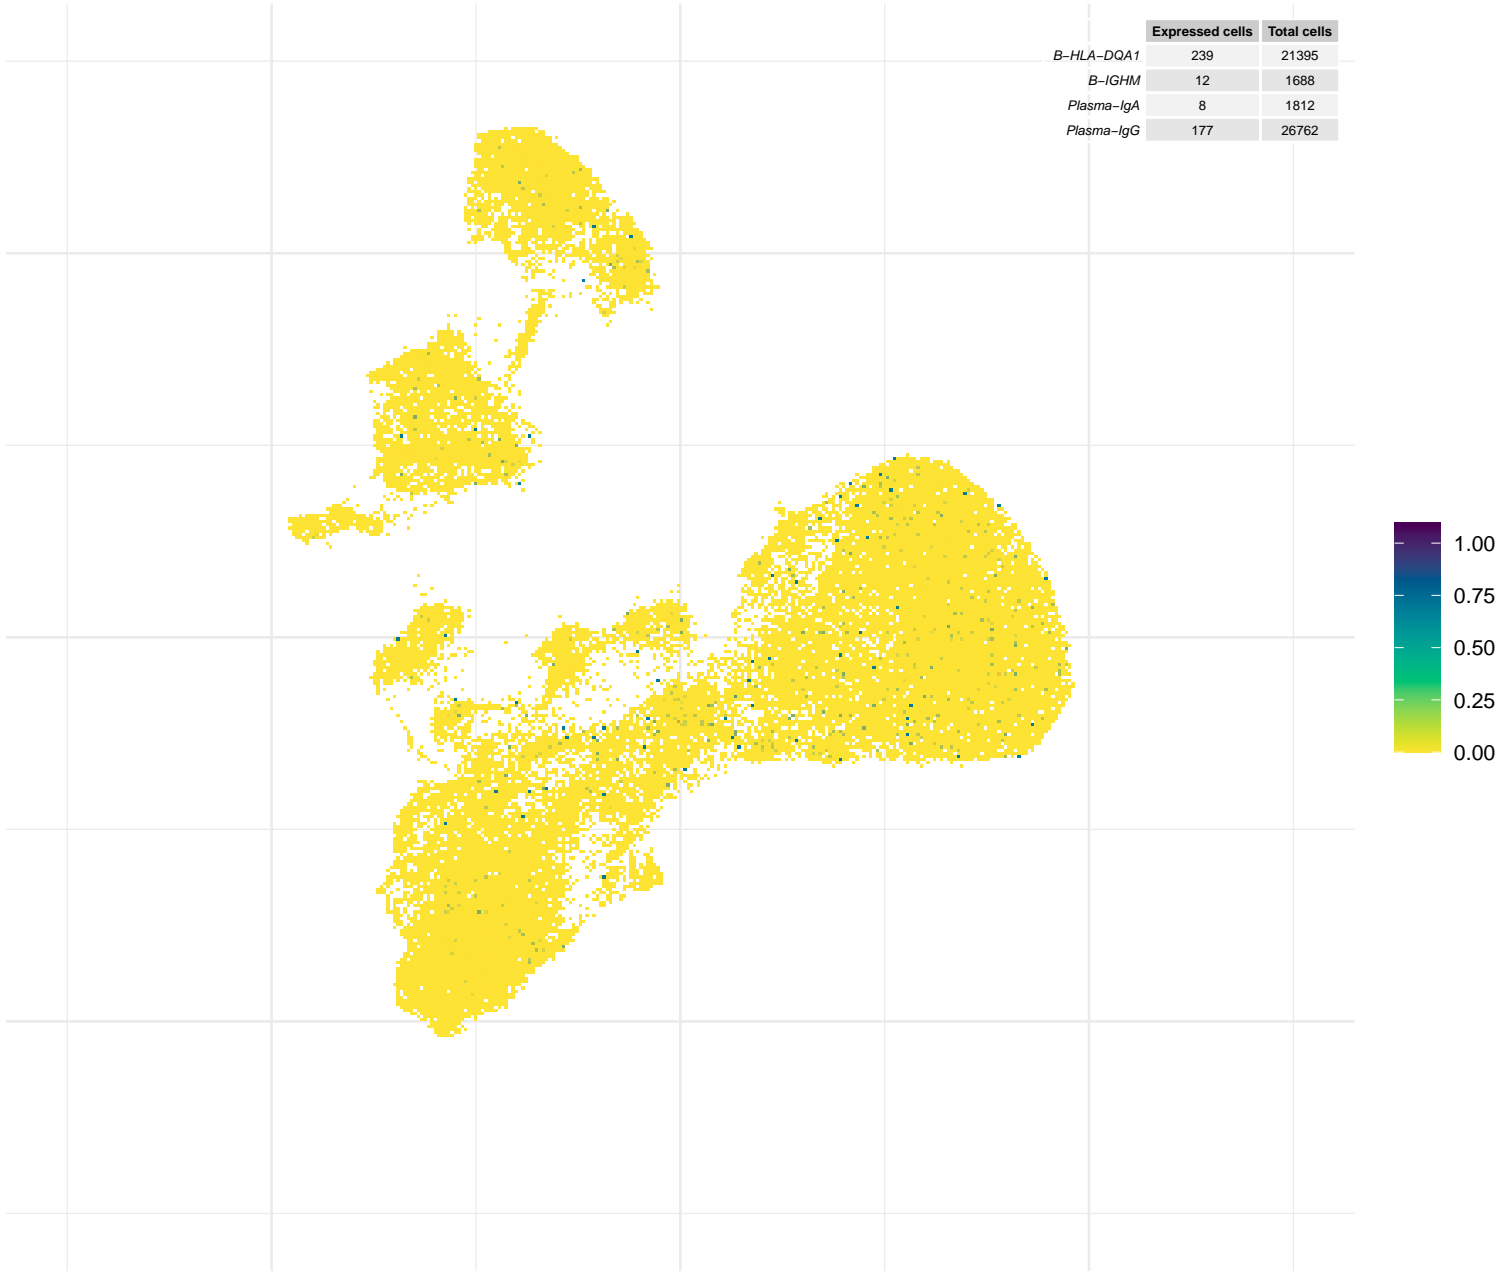 Expressed cells Total cells
B−HLA−DQA1 239 21395
B−IGHM 12 1688
Plasma−IgA 8 1812
Plasma−IgG 177 26762
1.00
0.75
0.50
0.25
0.00